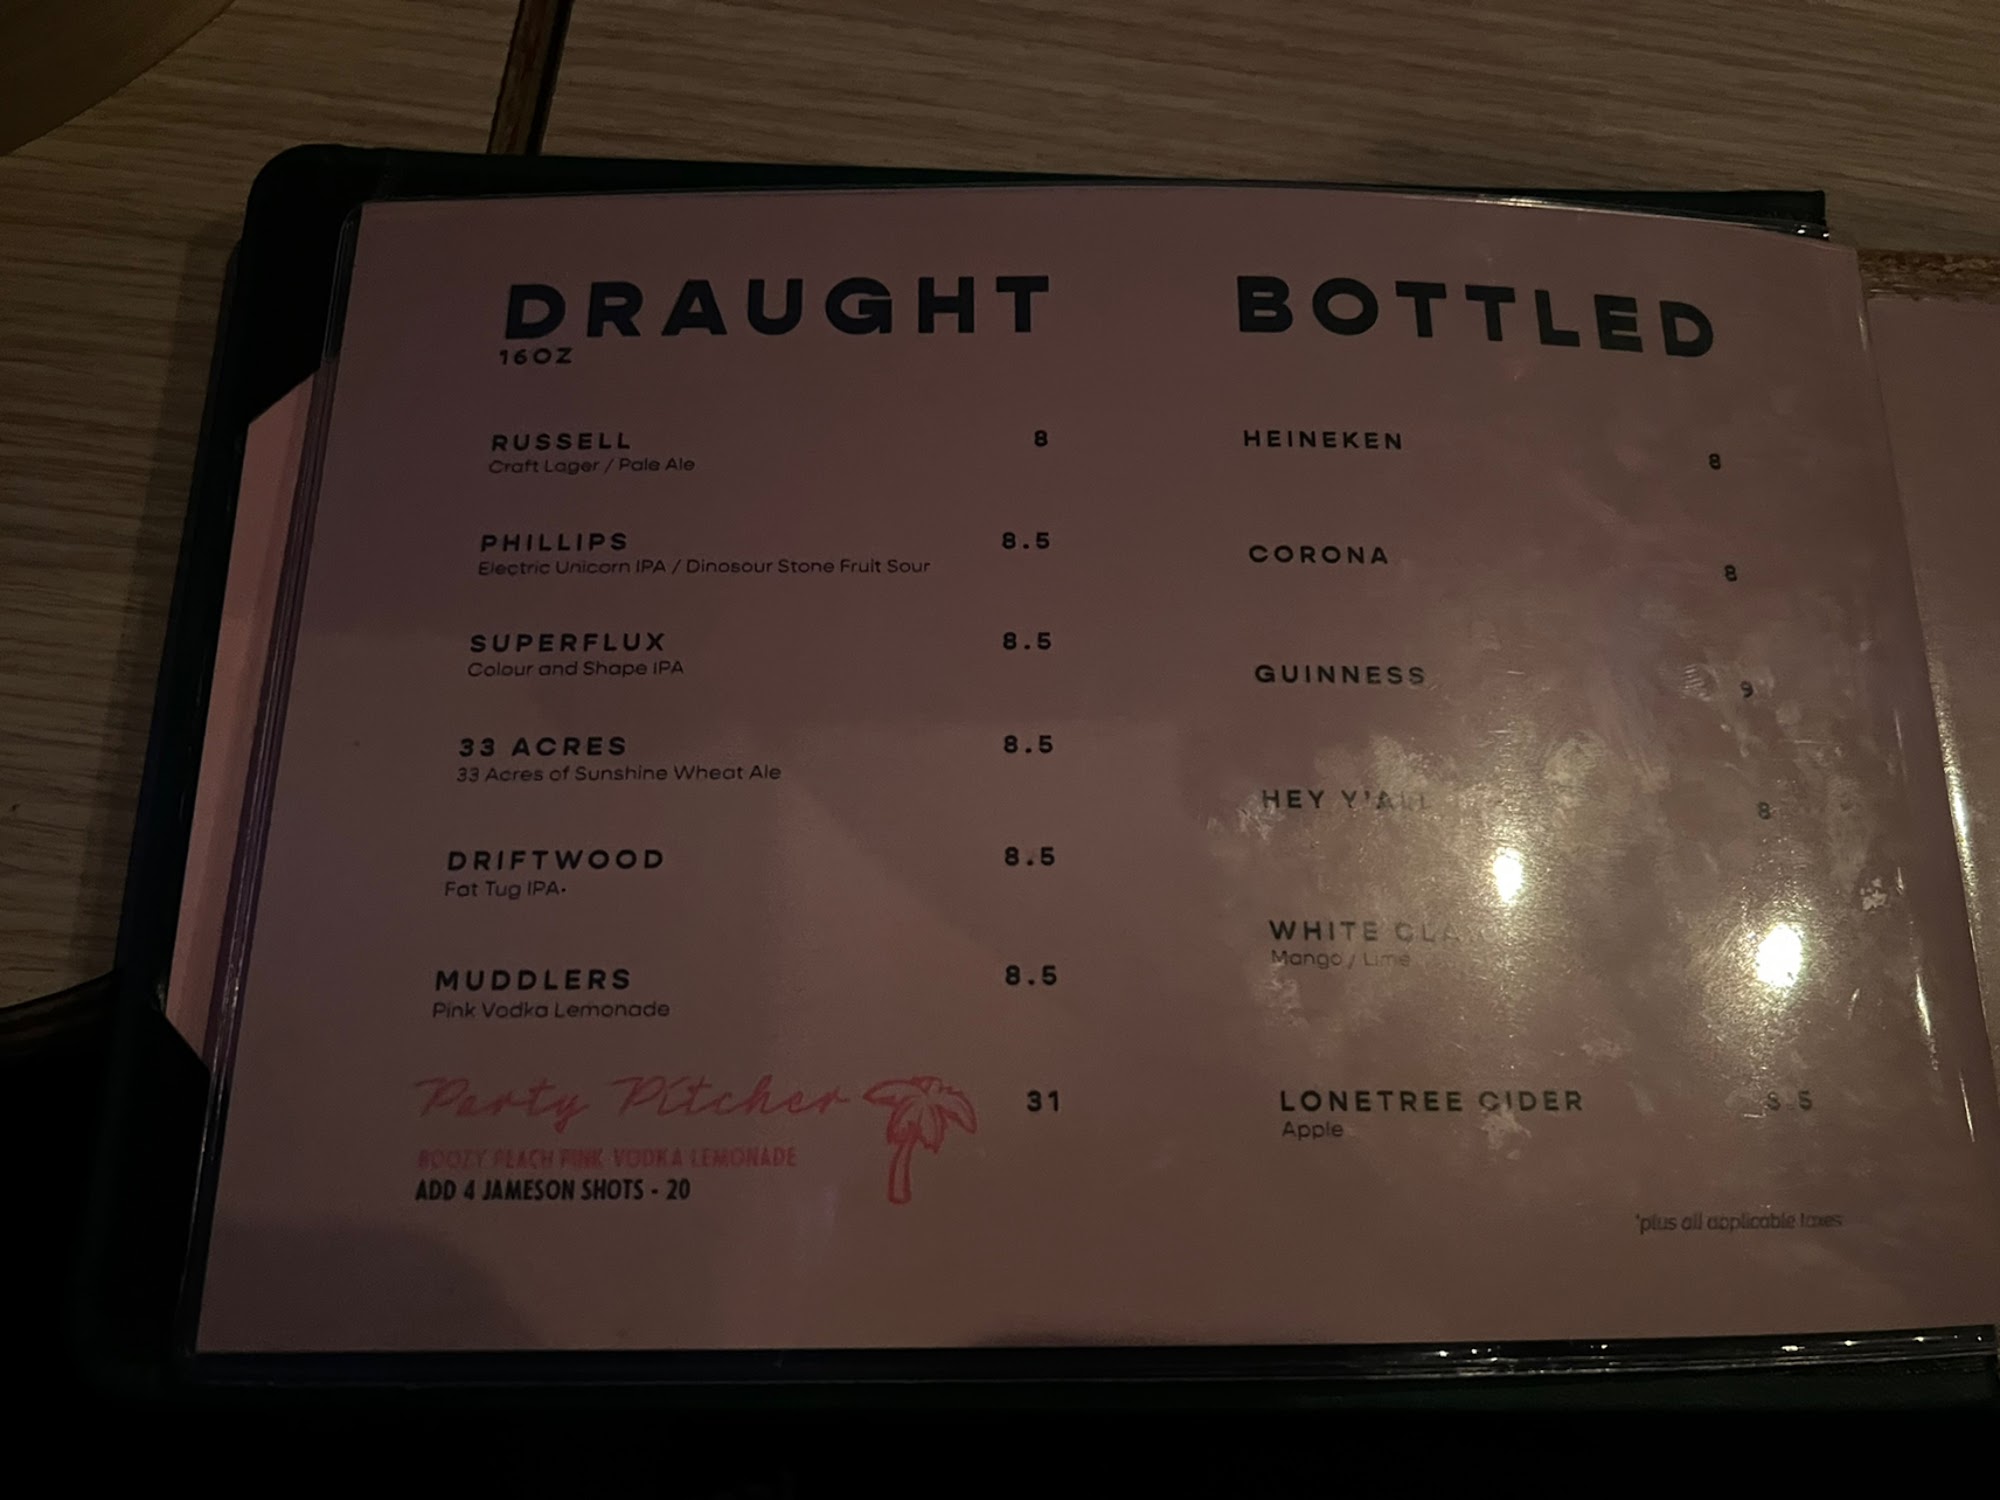 DRAUGHT
16OZ
RUSSELL 8
Craft Lager / Pale Ale
PHILLIPS 8.5
Electric Unicorn IPA / Dinosour Stone Fruit Sour
SUPERFLUX 8.5
Colour and Shape IPA
33 ACRES 8.5
33 Acres of Sunshine Wheat Ale
DRIFTWOOD 8.5
Fat Tug IPA
MUDDLERS 8.5
Pink Vodka Lemonade
Party Pitcher 31
BOOZY PEACH PINK VODKA LEMONADE
ADD 4 JAMESON SHOTS - 20
BOTTLED
HEINEKEN 8
CORONA 8
GUINNESS 9
HEY Y'ALL 8
WHITE
Mango / Lime
LONETREE CIDER
Apple
*plus all applicable taxes